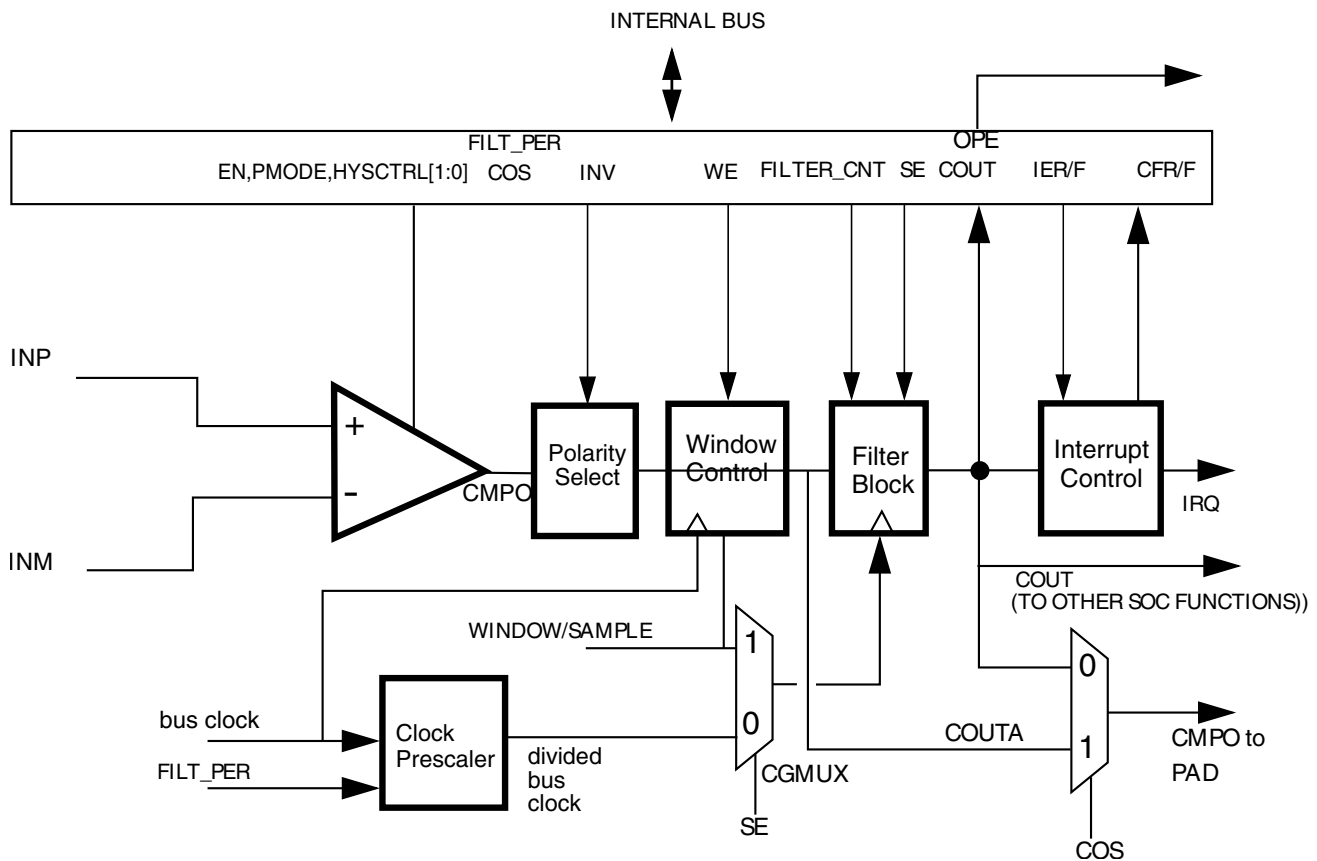 INTERNAL BUS
FILT_PER
OPE
EN,PMODE,HYSCTRL[1:0] COS INV WE FILTER_CNT SE COUT IER/F CFR/F
INP
+
-
INM
CMPO
Polarity
Select
Window
Control
Filter
Block
Interrupt
Control
IRQ
COUT
(TO OTHER SOC FUNCTIONS))
WINDOW/SAMPLE
1
0
CGMUX
SE
bus clock
FILT_PER
Clock
Prescaler
divided
bus
clock
COUTA
0
1
CMPO to
PAD
COS